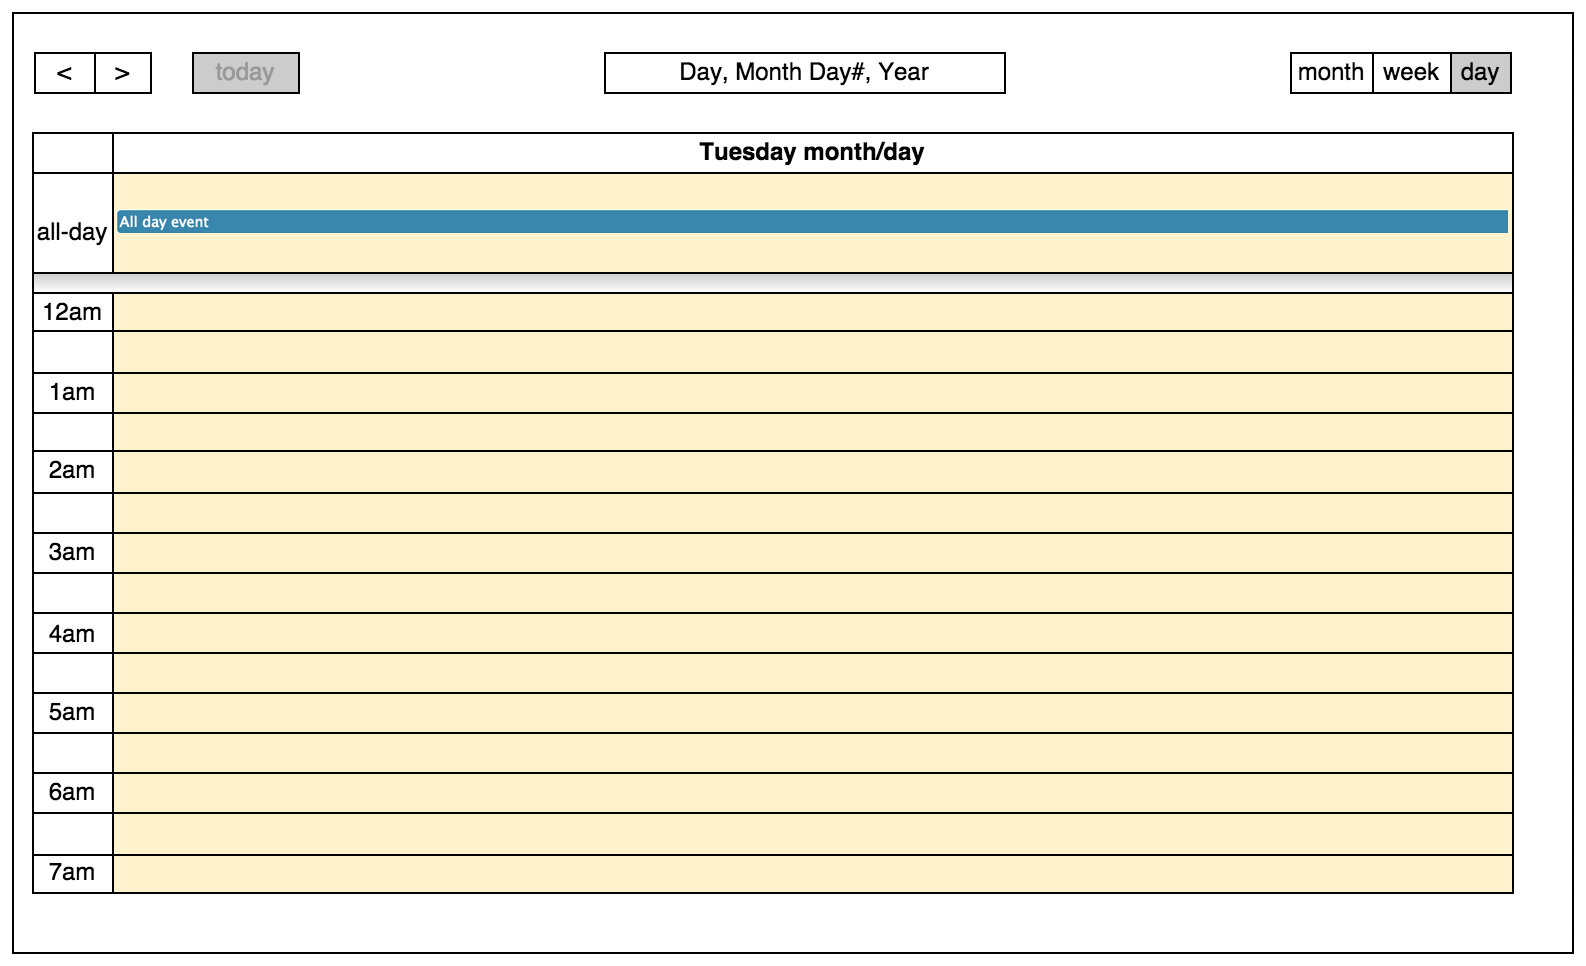 < > today Day, Month Day#, Year month week day
Tuesday month/day
all-day All day event
12am
1am
2am
3am
4am
5am
6am
7am